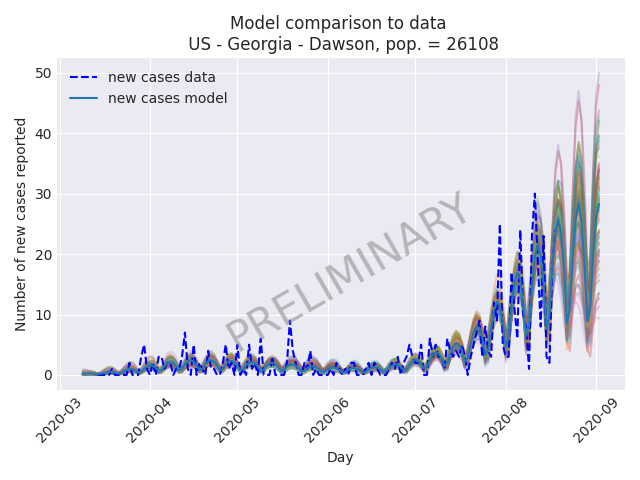 Model comparison to data
US - Georgia - Dawson, pop. = 26108
new cases data
new cases model
PRELIMINARY
Number of new cases reported
50
40
30
20
10
0
2020-03
2020-04
2020-05
2020-06
2020-07
2020-08
2020-09
Day